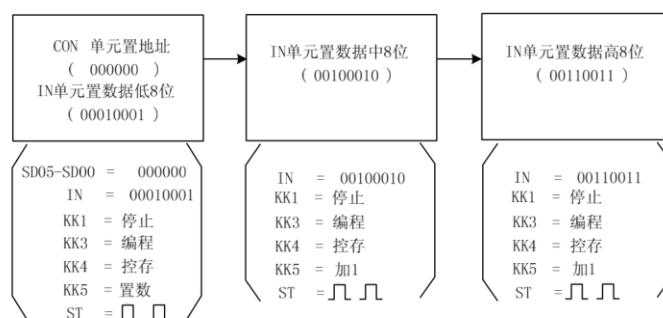 CON 单元置地址
( 000000 )
IN单元置数据低8位
( 00010001 )
IN单元置数据中8位
( 00100010 )
IN单元置数据高8位
( 00110011 )
SD05-SD00 = 000000
IN = 00010001
KK1 = 停止
KK3 = 编程
KK4 = 控存
KK5 = 置数
ST =
IN = 00100010
KK1 = 停止
KK3 = 编程
KK4 = 控存
KK5 = 加1
ST =
IN = 00110011
KK1 = 停止
KK3 = 编程
KK4 = 控存
KK5 = 加1
ST =